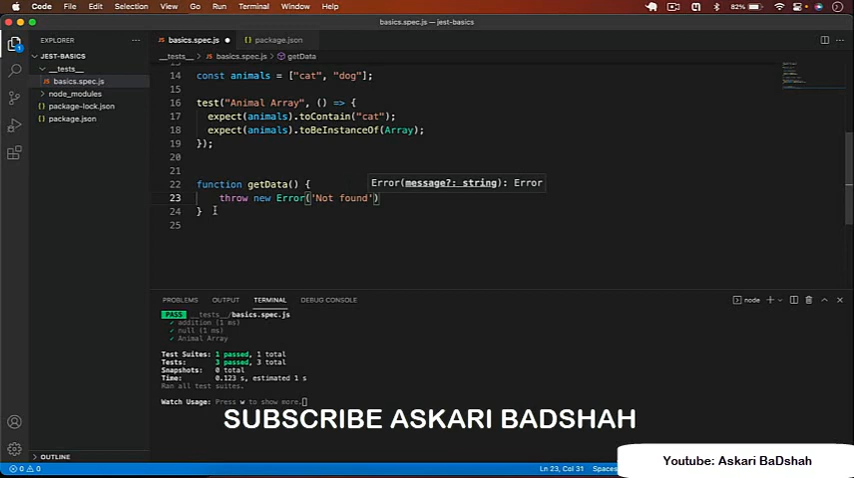 Code File Edit Selection View Go Run Terminal Window Help 82%
basics.spec.js — jest-basics
EXPLORER
basics.spec.js package.json
JEST-BASICS
__tests__ > basics.spec.js > getData
__tests__
basics.spec.js
node_modules
package-lock.json
package.json
14 const animals = ["cat", "dog"];
15
16 test("Animal Array", () => {
17 expect(animals).toContain("cat");
18 expect(animals).toBeInstanceOf(Array);
19 });
20
21
Error(message?: string): Error
22 function getData() {
23 throw new Error('Not found')
24 }
25
PROBLEMS OUTPUT TERMINAL DEBUG CONSOLE node
PASS __tests__/basics.spec.js
✓ addition (1 ms)
✓ null (1 ms)
✓ Animal Array
Test Suites: 1 passed, 1 total
Tests: 3 passed, 3 total
Snapshots: 0 total
Time: 0.123 s, estimated 1 s
Ran all test suites.
Watch Usage: Press w to show more.
SUBSCRIBE ASKARI BADSHAH
OUTLINE
Youtube: Askari BaDshah
0 0 Ln 23, Col 31 Spaces